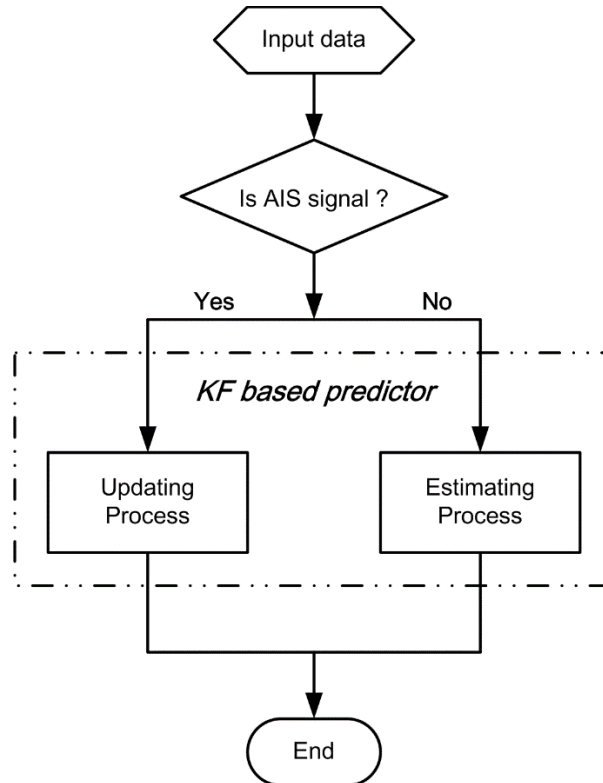 Input data
Is AIS signal ?
Yes
No
KF based predictor
Updating
Process
Estimating
Process
End